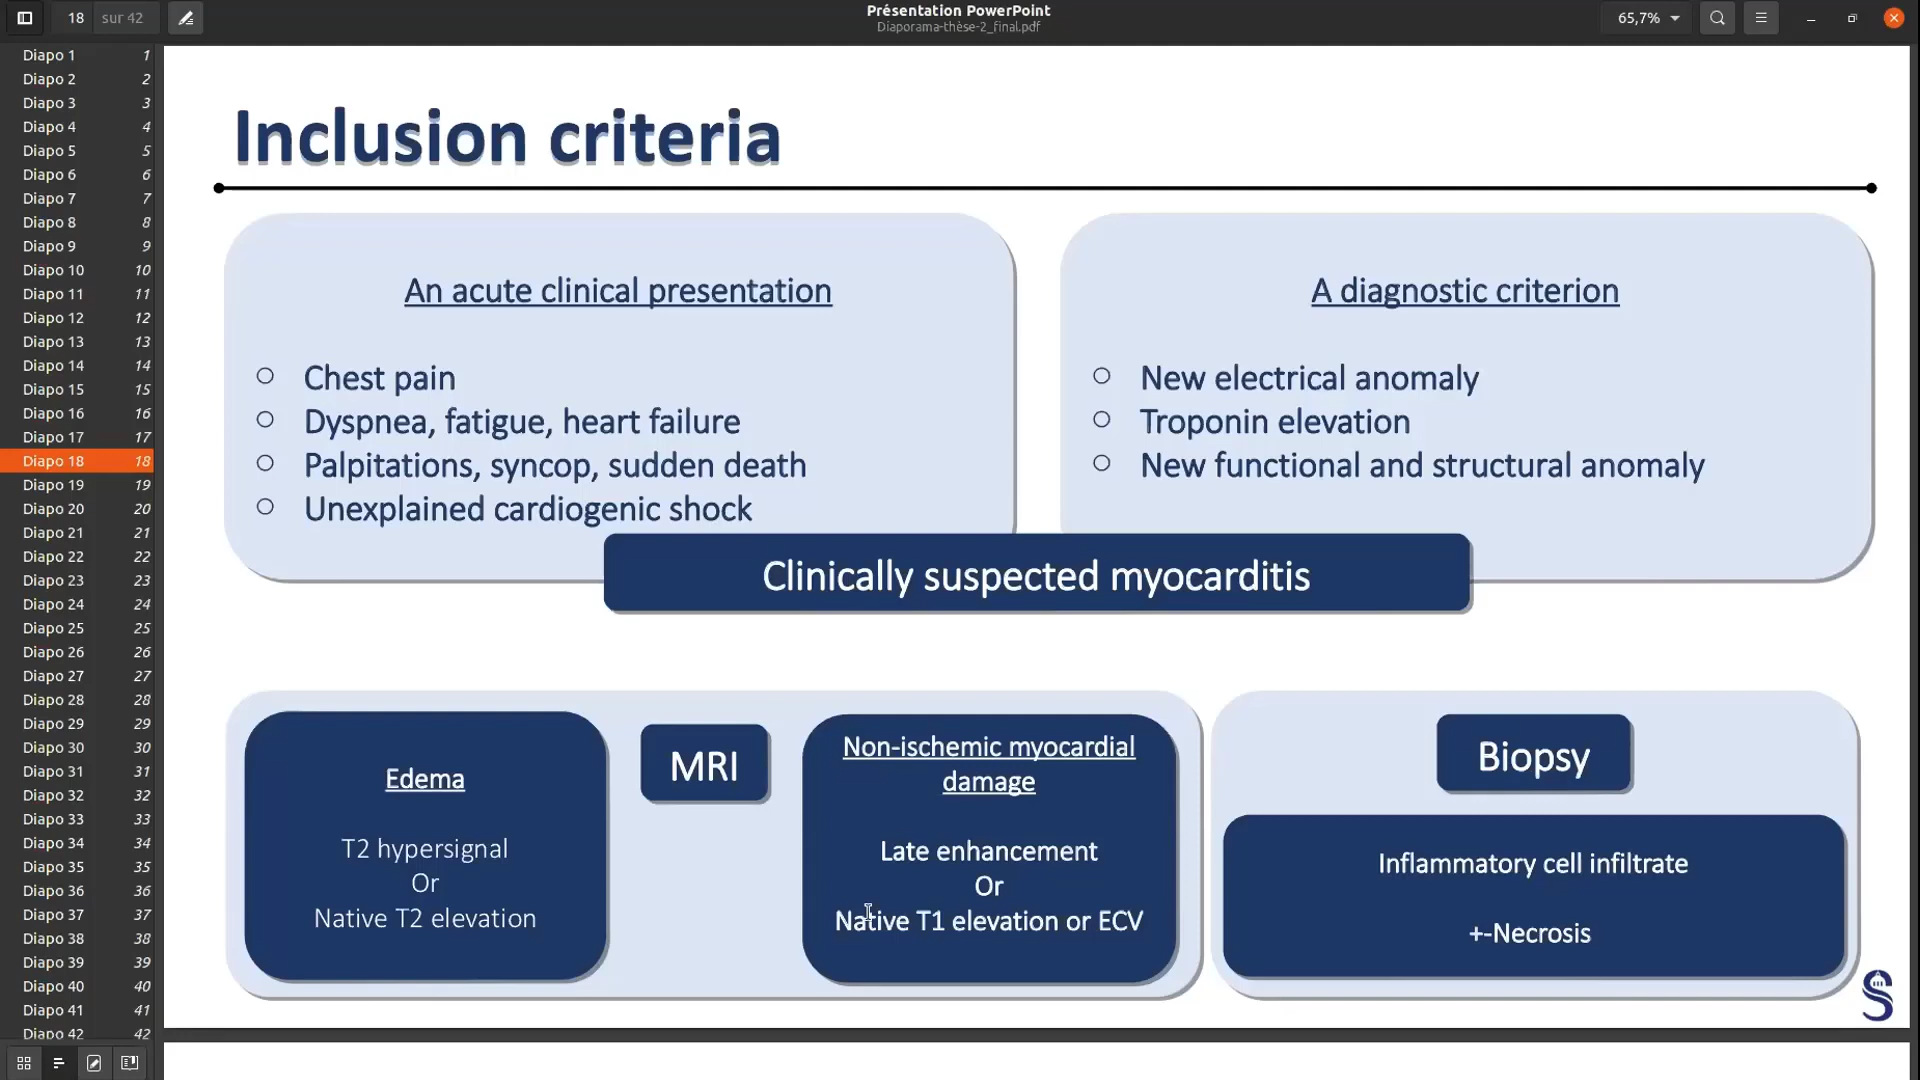 18 sur 42
Présentation PowerPoint
Diaporama-thèse-2_final.pdf
65,7%
Diapo 1 1
Diapo 2 2
Diapo 3 3
Diapo 4 4
Diapo 5 5
Diapo 6 6
Diapo 7 7
Diapo 8 8
Diapo 9 9
Diapo 10 10
Diapo 11 11
Diapo 12 12
Diapo 13 13
Diapo 14 14
Diapo 15 15
Diapo 16 16
Diapo 17 17
Diapo 18 18
Diapo 19 19
Diapo 20 20
Diapo 21 21
Diapo 22 22
Diapo 23 23
Diapo 24 24
Diapo 25 25
Diapo 26 26
Diapo 27 27
Diapo 28 28
Diapo 29 29
Diapo 30 30
Diapo 31 31
Diapo 32 32
Diapo 33 33
Diapo 34 34
Diapo 35 35
Diapo 36 36
Diapo 37 37
Diapo 38 38
Diapo 39 39
Diapo 40 40
Diapo 41 41
Diapo 42 42
Inclusion criteria
An acute clinical presentation
Chest pain
Dyspnea, fatigue, heart failure
Palpitations, syncop, sudden death
Unexplained cardiogenic shock
A diagnostic criterion
New electrical anomaly
Troponin elevation
New functional and structural anomaly
Clinically suspected myocarditis
MRI
Edema
T2 hypersignal
Or
Native T2 elevation
Non-ischemic myocardial
damage
Late enhancement
Or
Native T1 elevation or ECV
Biopsy
Inflammatory cell infiltrate
+-Necrosis
S